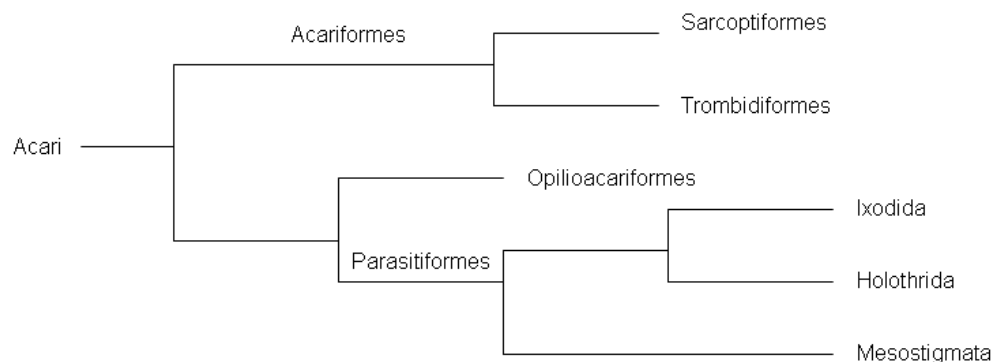 Sarcoptiformes
Acariformes
Trombidiformes
Acari
Opilioacariformes
Ixodida
Parasitiformes
Holothrida
Mesostigmata